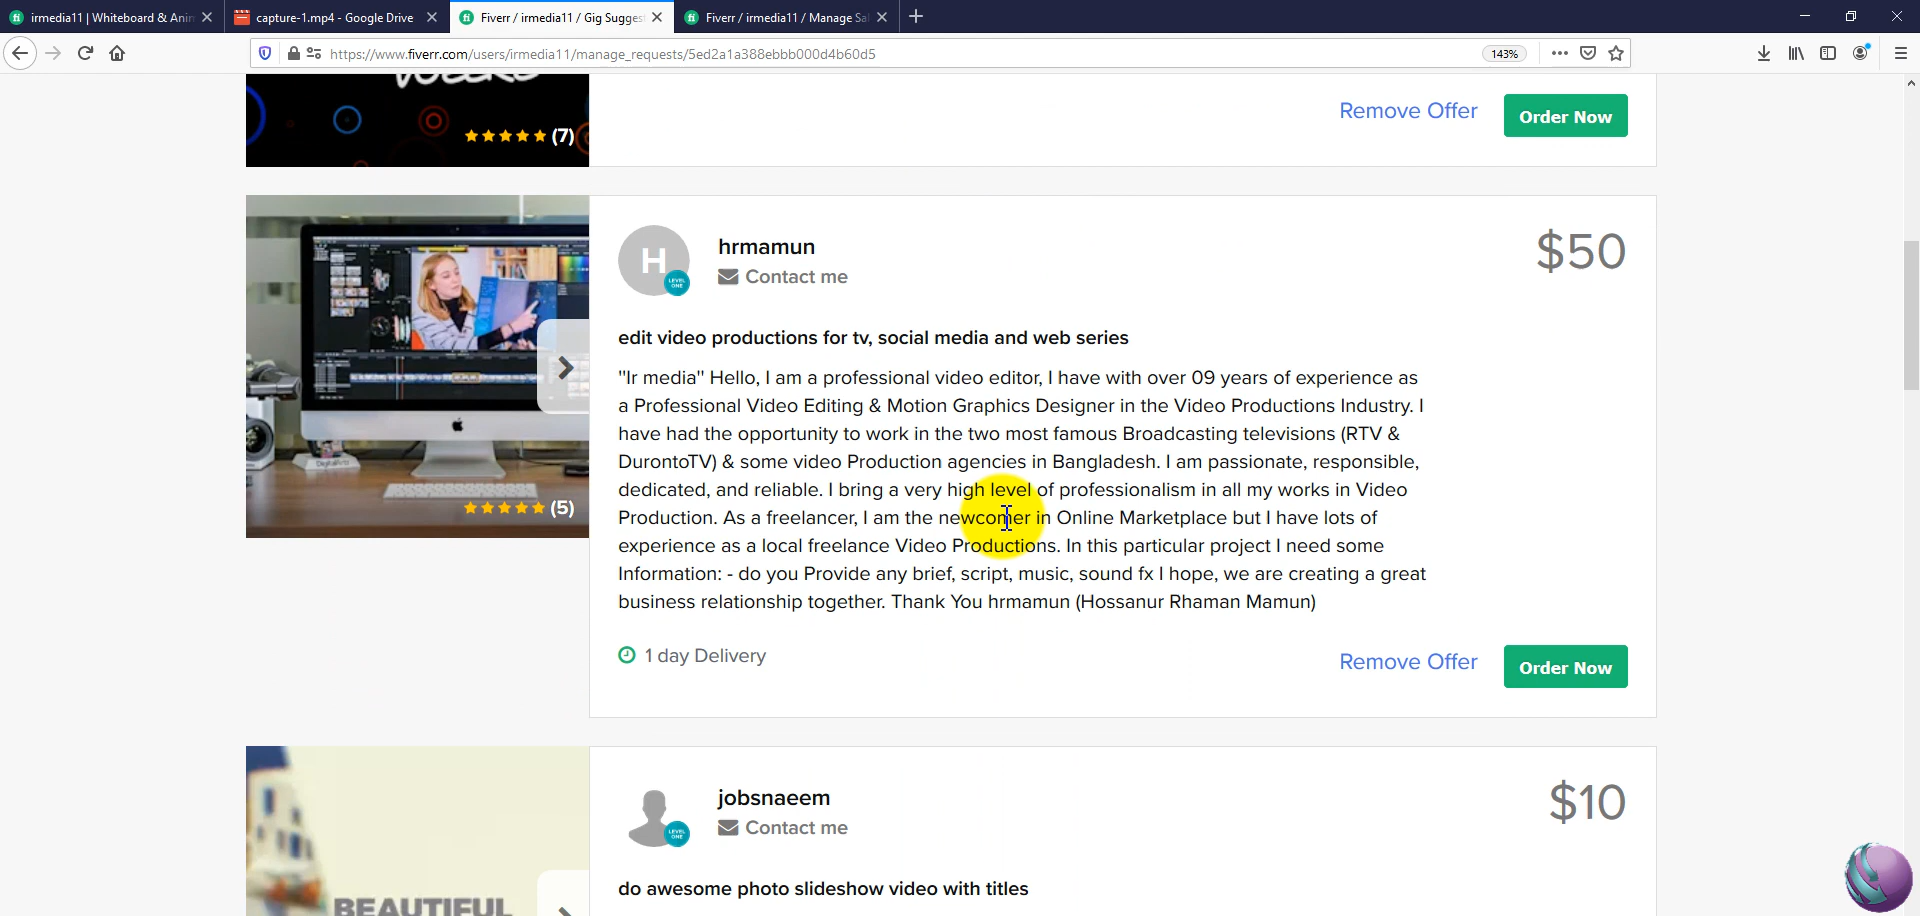 irmedia11 | Whiteboard & Anim
capture-1.mp4 - Google Drive
Fiverr / irmedia11 / Gig Sugges
Fiverr / irmedia11 / Manage Sa
https://www.fiverr.com/users/irmedia11/manage_requests/5ed2a1a388ebbb000d4b60d5
143%
(7)
Remove Offer
Order Now
hrmamun
Contact me
LEVEL ONE
$50
edit video productions for tv, social media and web series
"Ir media" Hello, I am a professional video editor, I have with over 09 years of experience as
a Professional Video Editing & Motion Graphics Designer in the Video Productions Industry. I
have had the opportunity to work in the two most famous Broadcasting televisions (RTV &
DurontoTV) & some video Production agencies in Bangladesh. I am passionate, responsible,
dedicated, and reliable. I bring a very high level of professionalism in all my works in Video
Production. As a freelancer, I am the newcomer in Online Marketplace but I have lots of
experience as a local freelance Video Productions. In this particular project I need some
Information: - do you Provide any brief, script, music, sound fx I hope, we are creating a great
business relationship together. Thank You hrmamun (Hossanur Rhaman Mamun)
(5)
1 day Delivery
Remove Offer
Order Now
jobsnaeem
Contact me
LEVEL ONE
$10
do awesome photo slideshow video with titles
BEAUTIFUL